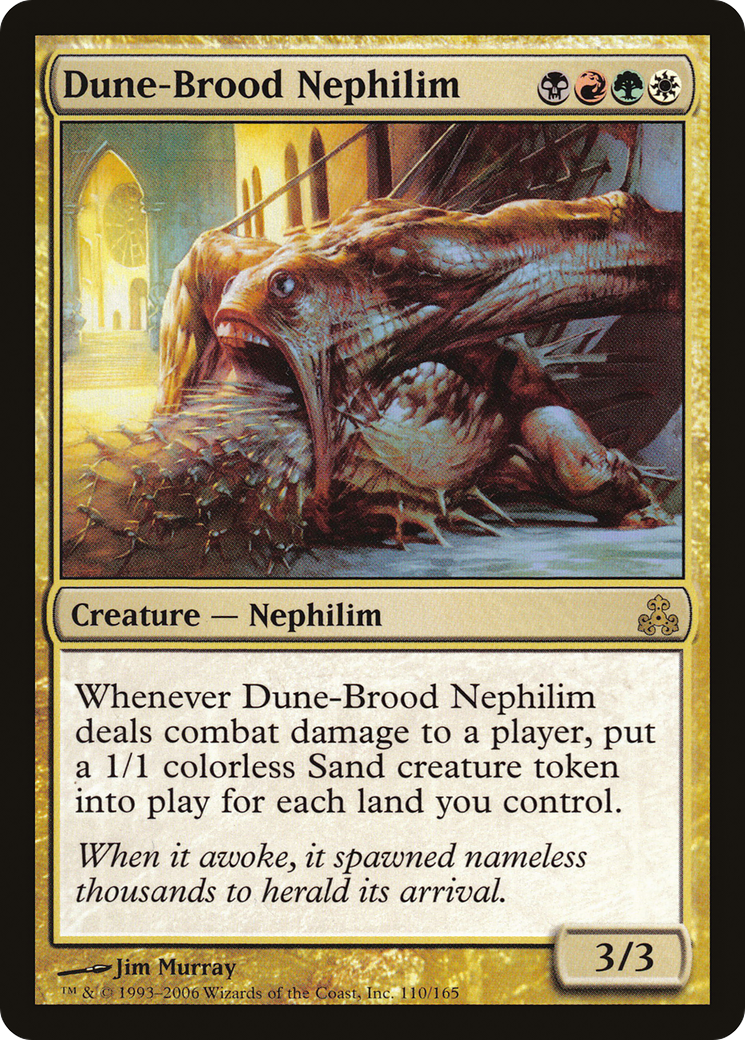 Dune-Brood Nephilim
Creature — Nephilim
Whenever Dune-Brood Nephilim
deals combat damage to a player, put
a 1/1 colorless Sand creature token
into play for each land you control.
When it awoke, it spawned nameless
thousands to herald its arrival.
3/3
Jim Murray
™ & © 1993–2006 Wizards of the Coast, Inc. 110/165